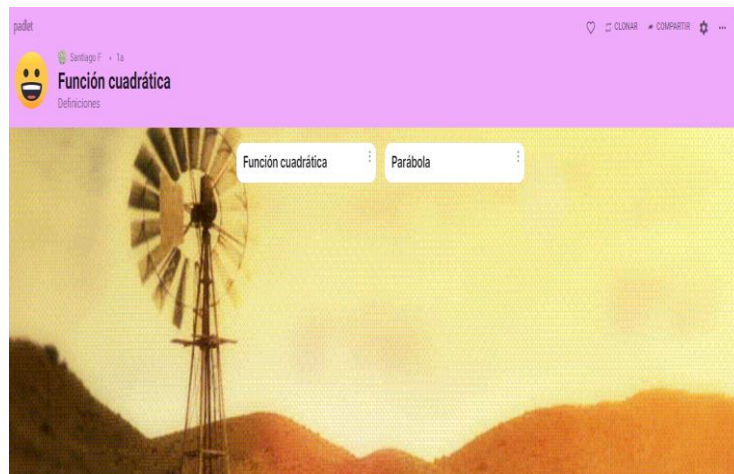 padlet
CLONAR COMPARTIR
Santiago F • 1a
Función cuadrática
Definiciones
Función cuadrática
Parábola